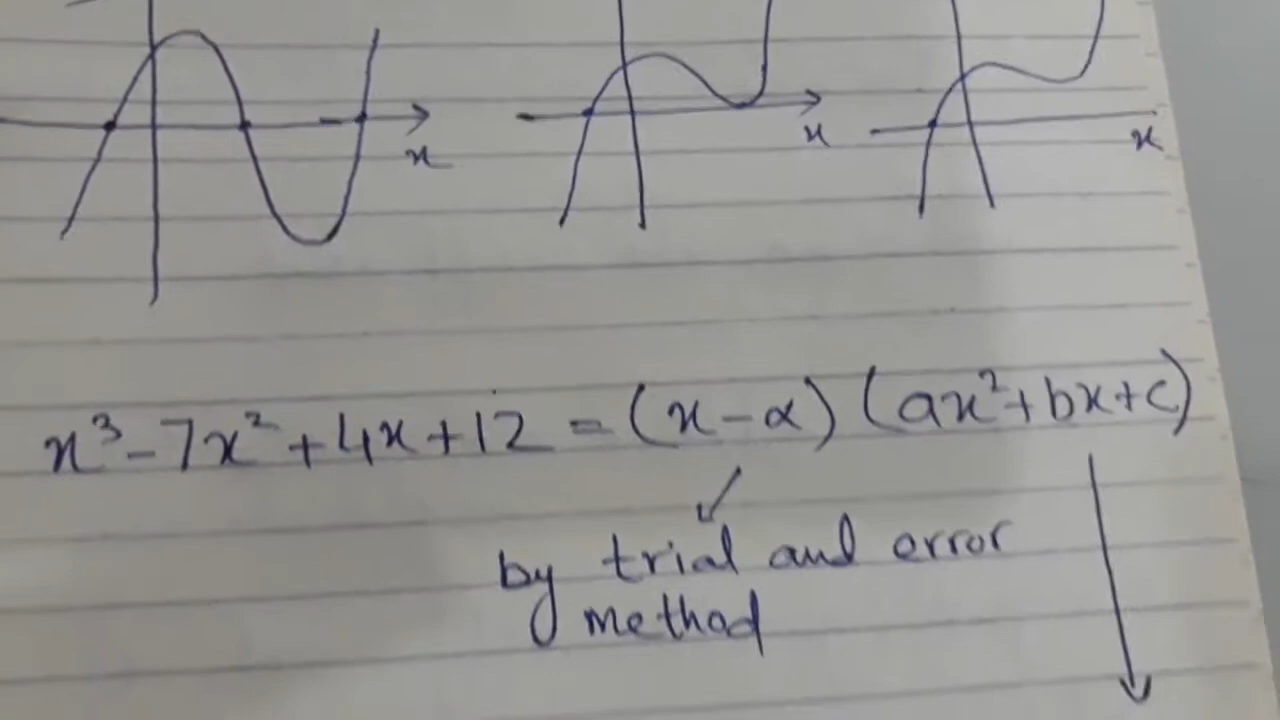 x x x
x³-7x²+4x+12 = (x-α) (ax²+bx+c)
by trial and error
method